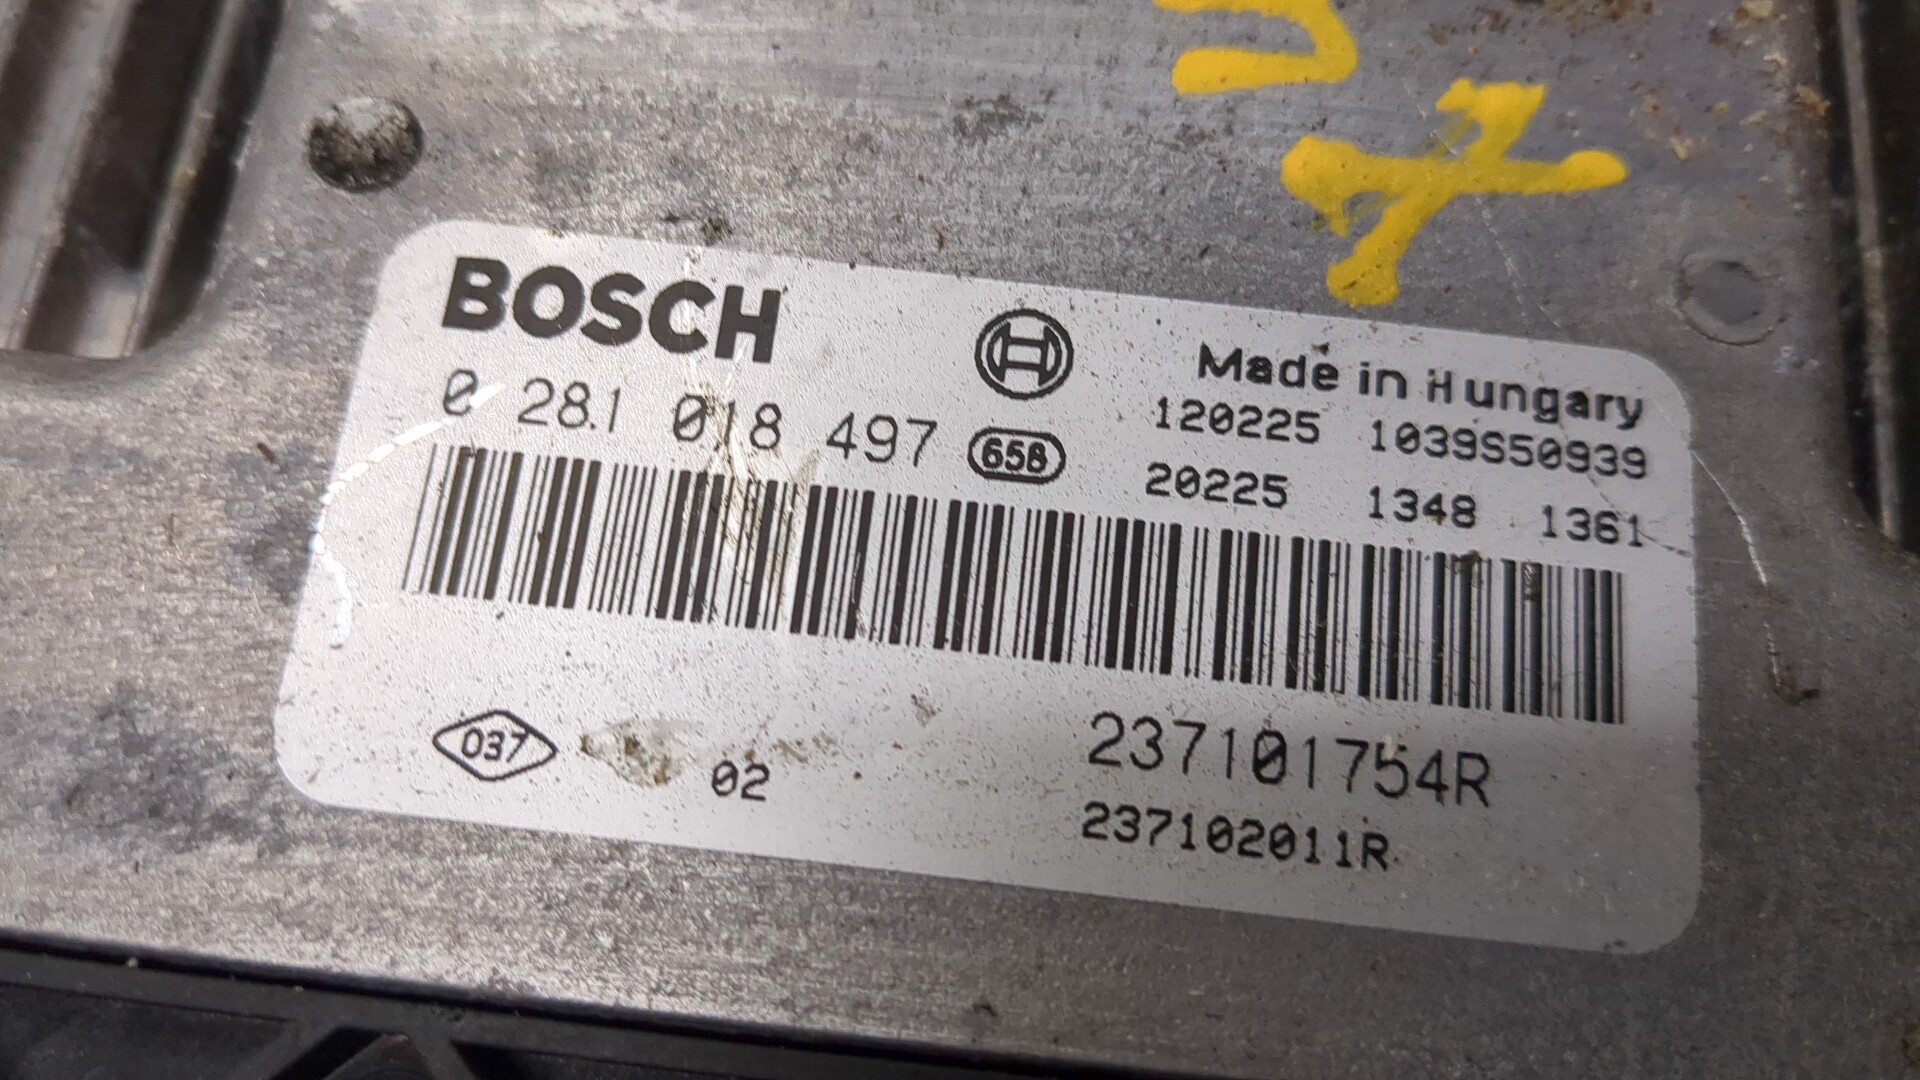 BOSCH
Made in Hungary
0 281 018 497
658
120225 1039S50939
20225 1348 1361
037
02
237101754R
237102011R